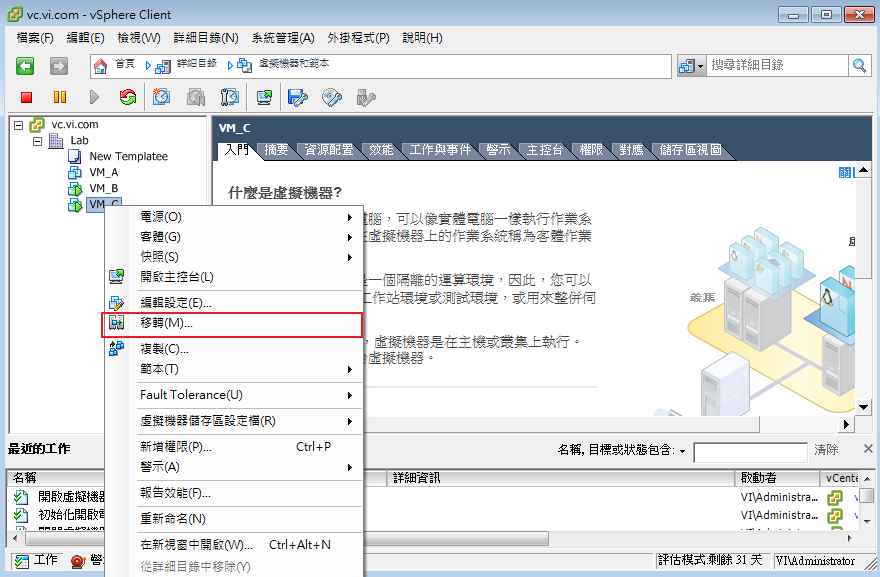 vc.vi.com - vSphere Client
檔案(F) 編輯(E) 檢視(W) 詳細目錄(N) 系統管理(A) 外掛程式(P) 說明(H)
首頁 詳細目錄 虛擬機器和範本
搜尋詳細目錄
vc.vi.com
Lab
New Templatee
VM_A
VM_B
VM_C
VM_C
入門 摘要 資源配置 效能 工作與事件 警示 主控台 權限 對應 儲存區視圖
關
什麼是虛擬機器?
電腦，可以像實體電腦一樣執行作業系
虛擬機器上的作業系統稱為客體作業
一個隔離的運算環境，因此，您可以
工作站環境或測試環境，或用來整併伺
，虛擬機器是在主機或叢集上執行。
虛擬機器。
叢集
電源(O)
客體(G)
快照(S)
開啟主控台(L)
編輯設定(E)...
移轉(M)...
複製(C)...
範本(T)
Fault Tolerance(U)
虛擬機器儲存區設定檔(R)
新增權限(P)... Ctrl+P
警示(A)
報告效能(F)...
重新命名(N)
在新視窗中開啟(W)... Ctrl+Alt+N
從詳細目錄中移除(Y)
最近的工作
名稱, 目標或狀態包含:
清除
名稱 詳細資訊 啟動者 vCente
開啟虛擬機器 VI\Administra...
初始化開啟電 VI\Administra...
工作 警
評估模式:剩餘 31 天 VI\Administrator